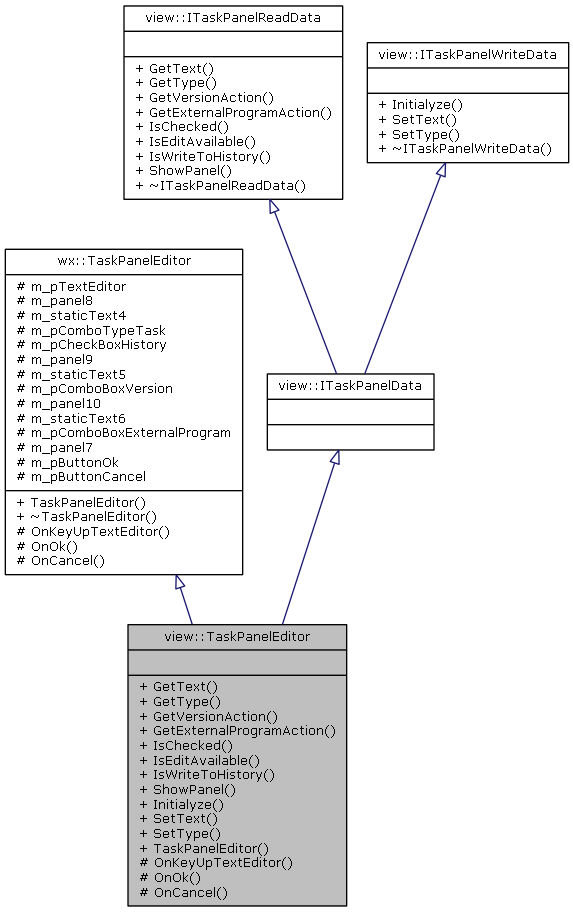 view::ITaskPanelReadData
+ GetText()
+ GetType()
+ GetVersionAction()
+ GetExternalProgramAction()
+ IsChecked()
+ IsEditAvailable()
+ IsWriteToHistory()
+ ShowPanel()
+ ~ITaskPanelReadData()
view::ITaskPanelWriteData
+ Initialyze()
+ SetText()
+ SetType()
+ ~ITaskPanelWriteData()
wx::TaskPanelEditor
# m_pTextEditor
# m_panel8
# m_staticText4
# m_pComboTypeTask
# m_pCheckBoxHistory
# m_panel9
# m_staticText5
# m_pComboBoxVersion
# m_panel10
# m_staticText6
# m_pComboBoxExternalProgram
# m_panel7
# m_pButtonOk
# m_pButtonCancel
+ TaskPanelEditor()
+ ~TaskPanelEditor()
# OnKeyUpTextEditor()
# OnOk()
# OnCancel()
view::ITaskPanelData
view::TaskPanelEditor
+ GetText()
+ GetType()
+ GetVersionAction()
+ GetExternalProgramAction()
+ IsChecked()
+ IsEditAvailable()
+ IsWriteToHistory()
+ ShowPanel()
+ Initialyze()
+ SetText()
+ SetType()
+ TaskPanelEditor()
# OnKeyUpTextEditor()
# OnOk()
# OnCancel()